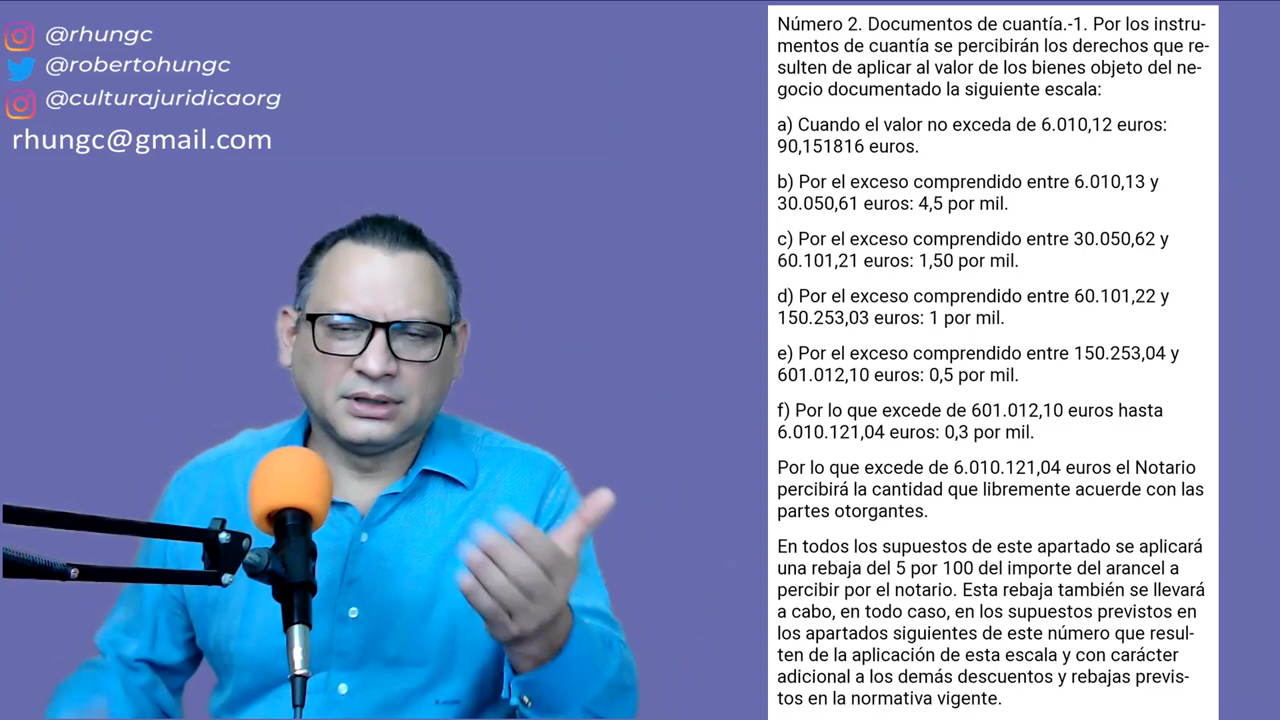 @rhungc
@robertohungc
@culturajuridicaorg
rhungc@gmail.com
Número 2. Documentos de cuantía.-1. Por los instru-
mentos de cuantía se percibirán los derechos que re-
sulten de aplicar al valor de los bienes objeto del ne-
gocio documentado la siguiente escala:
a) Cuando el valor no exceda de 6.010,12 euros:
90,151816 euros.
b) Por el exceso comprendido entre 6.010,13 y
30.050,61 euros: 4,5 por mil.
c) Por el exceso comprendido entre 30.050,62 y
60.101,21 euros: 1,50 por mil.
d) Por el exceso comprendido entre 60.101,22 y
150.253,03 euros: 1 por mil.
e) Por el exceso comprendido entre 150.253,04 y
601.012,10 euros: 0,5 por mil.
f) Por lo que excede de 601.012,10 euros hasta
6.010.121,04 euros: 0,3 por mil.
Por lo que excede de 6.010.121,04 euros el Notario
percibirá la cantidad que libremente acuerde con las
partes otorgantes.
En todos los supuestos de este apartado se aplicará
una rebaja del 5 por 100 del importe del arancel a
percibir por el notario. Esta rebaja también se llevará
a cabo, en todo caso, en los supuestos previstos en
los apartados siguientes de este número que resul-
ten de la aplicación de esta escala y con carácter
adicional a los demás descuentos y rebajas previs-
tos en la normativa vigente.